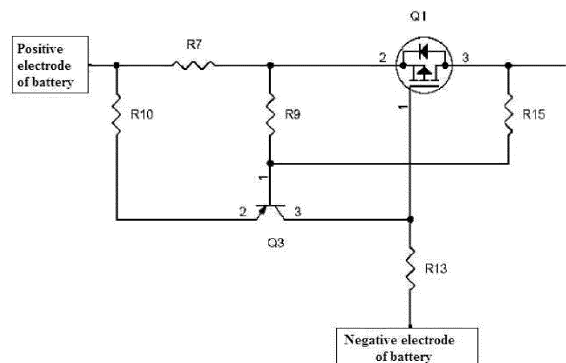 Q1
Positive
electrode
of battery
R7
2
3
R10
R9
1
R15
1
2
3
Q3
R13
Negative electrode
of battery